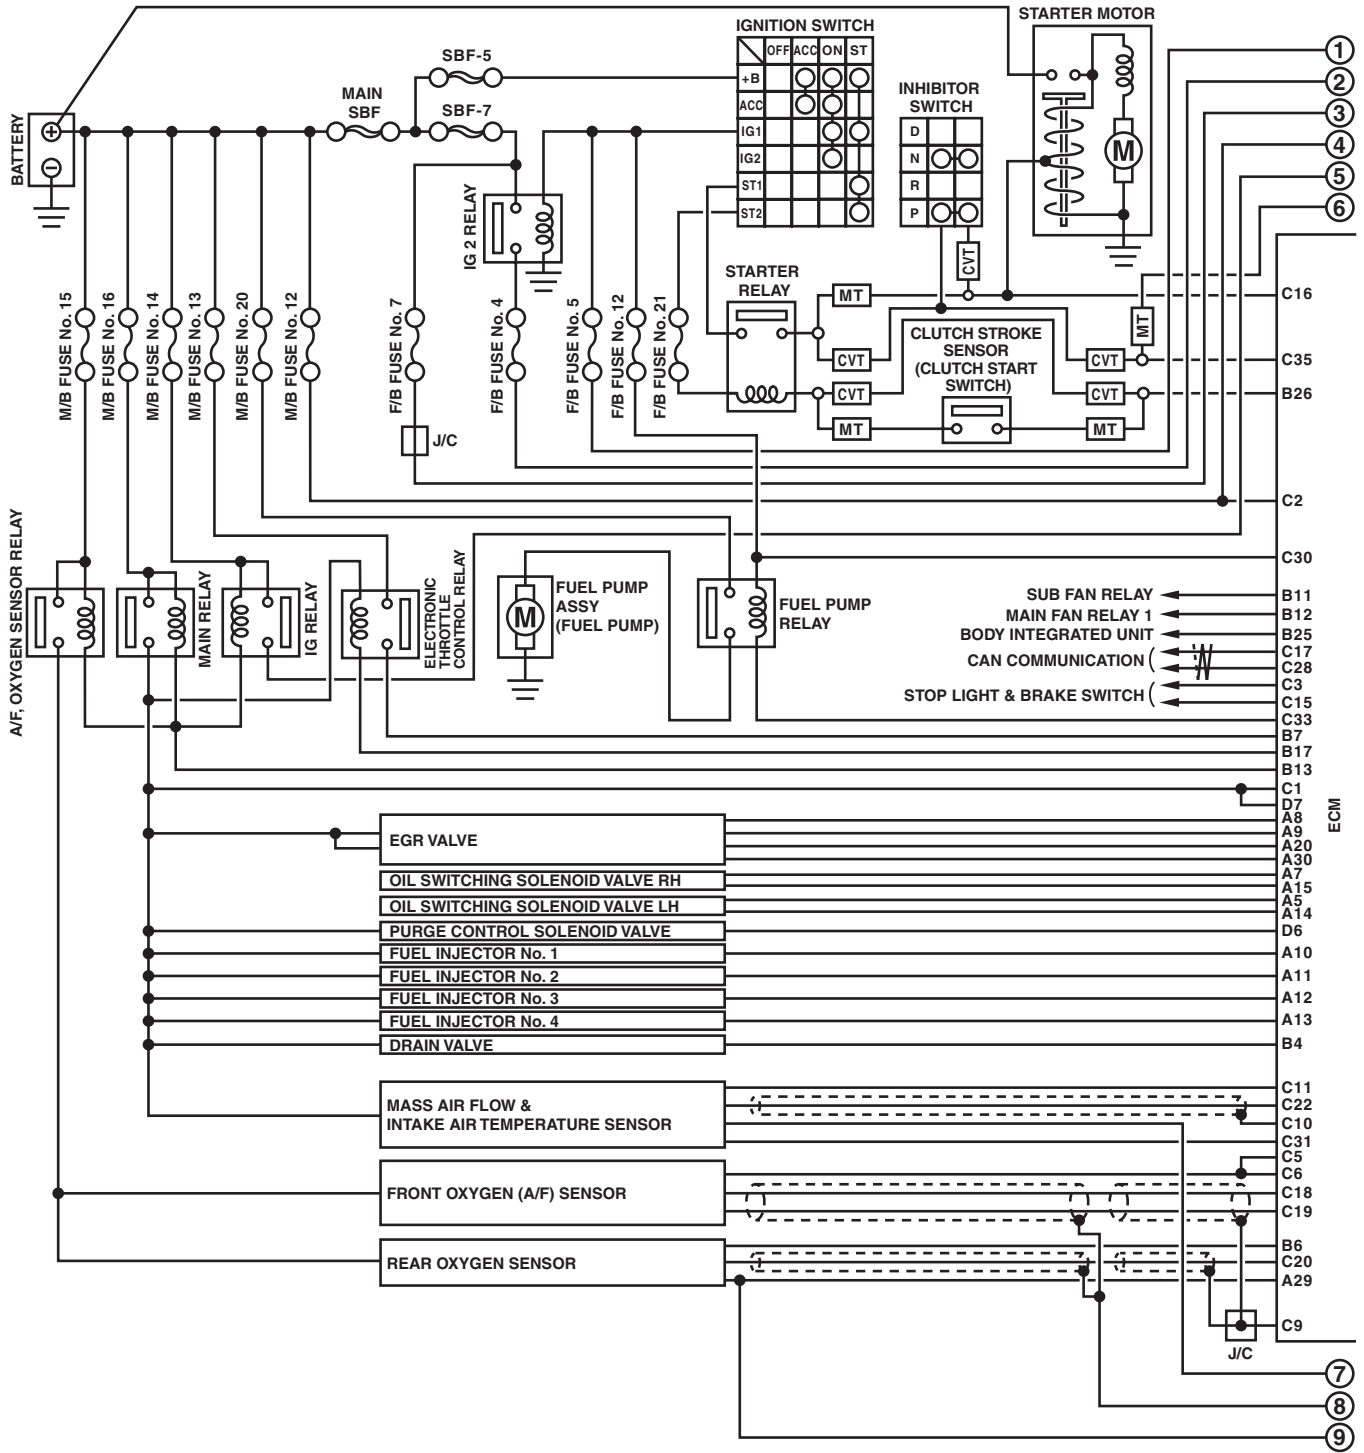 STARTER MOTOR
IGNITION SWITCH
OFF ACC ON ST
+B
ACC
IG1
IG2
ST1
ST2
SBF-5
MAIN
SBF
SBF-7
BATTERY
INHIBITOR
SWITCH
D
N
R
P
M
1
2
3
4
5
6
IG 2 RELAY
STARTER
RELAY
CVT
MT
MT
C16
CVT
CLUTCH STROKE
SENSOR
(CLUTCH START
SWITCH)
CVT
C35
CVT
CVT
B26
MT
MT
M/B FUSE No. 15
M/B FUSE No. 16
M/B FUSE No. 14
M/B FUSE No. 13
M/B FUSE No. 20
M/B FUSE No. 12
F/B FUSE No. 7
F/B FUSE No. 4
F/B FUSE No. 5
F/B FUSE No. 12
F/B FUSE No. 21
J/C
C2
C30
A/F, OXYGEN SENSOR RELAY
MAIN RELAY
IG RELAY
ELECTRONIC
THROTTLE
CONTROL RELAY
M
FUEL PUMP
ASSY
(FUEL PUMP)
FUEL PUMP
RELAY
SUB FAN RELAY B11
MAIN FAN RELAY 1 B12
BODY INTEGRATED UNIT B25
CAN COMMUNICATION ( C17
C28
STOP LIGHT & BRAKE SWITCH ( C3
C15
C33
B7
B17
B13
C1
D7
ECM
EGR VALVE
A8
A9
A20
A30
OIL SWITCHING SOLENOID VALVE RH
A7
A15
OIL SWITCHING SOLENOID VALVE LH
A5
A14
PURGE CONTROL SOLENOID VALVE D6
FUEL INJECTOR No. 1 A10
FUEL INJECTOR No. 2 A11
FUEL INJECTOR No. 3 A12
FUEL INJECTOR No. 4 A13
DRAIN VALVE B4
MASS AIR FLOW &
INTAKE AIR TEMPERATURE SENSOR
C11
C22
C10
C31
C5
C6
FRONT OXYGEN (A/F) SENSOR C18
C19
REAR OXYGEN SENSOR
B6
C20
A29
C9
J/C
7
8
9